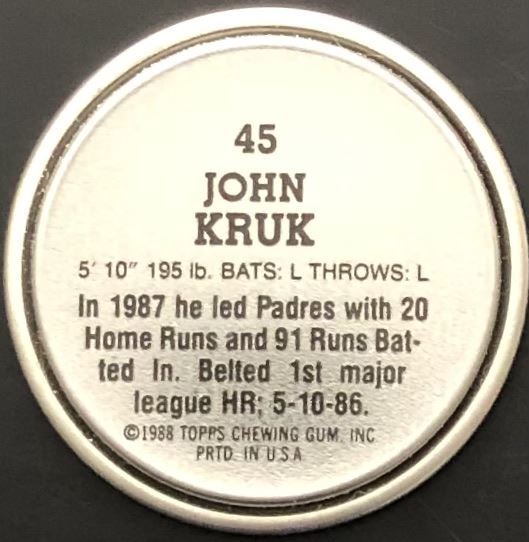 45
JOHN
KRUK
5' 10" 195 lb. BATS: L THROWS: L
In 1987 he led Padres with 20
Home Runs and 91 Runs Bat-
ted In. Belted 1st major
league HR; 5-10-86.
©1988 TOPPS CHEWING GUM, INC
PRTD. IN U.S.A.